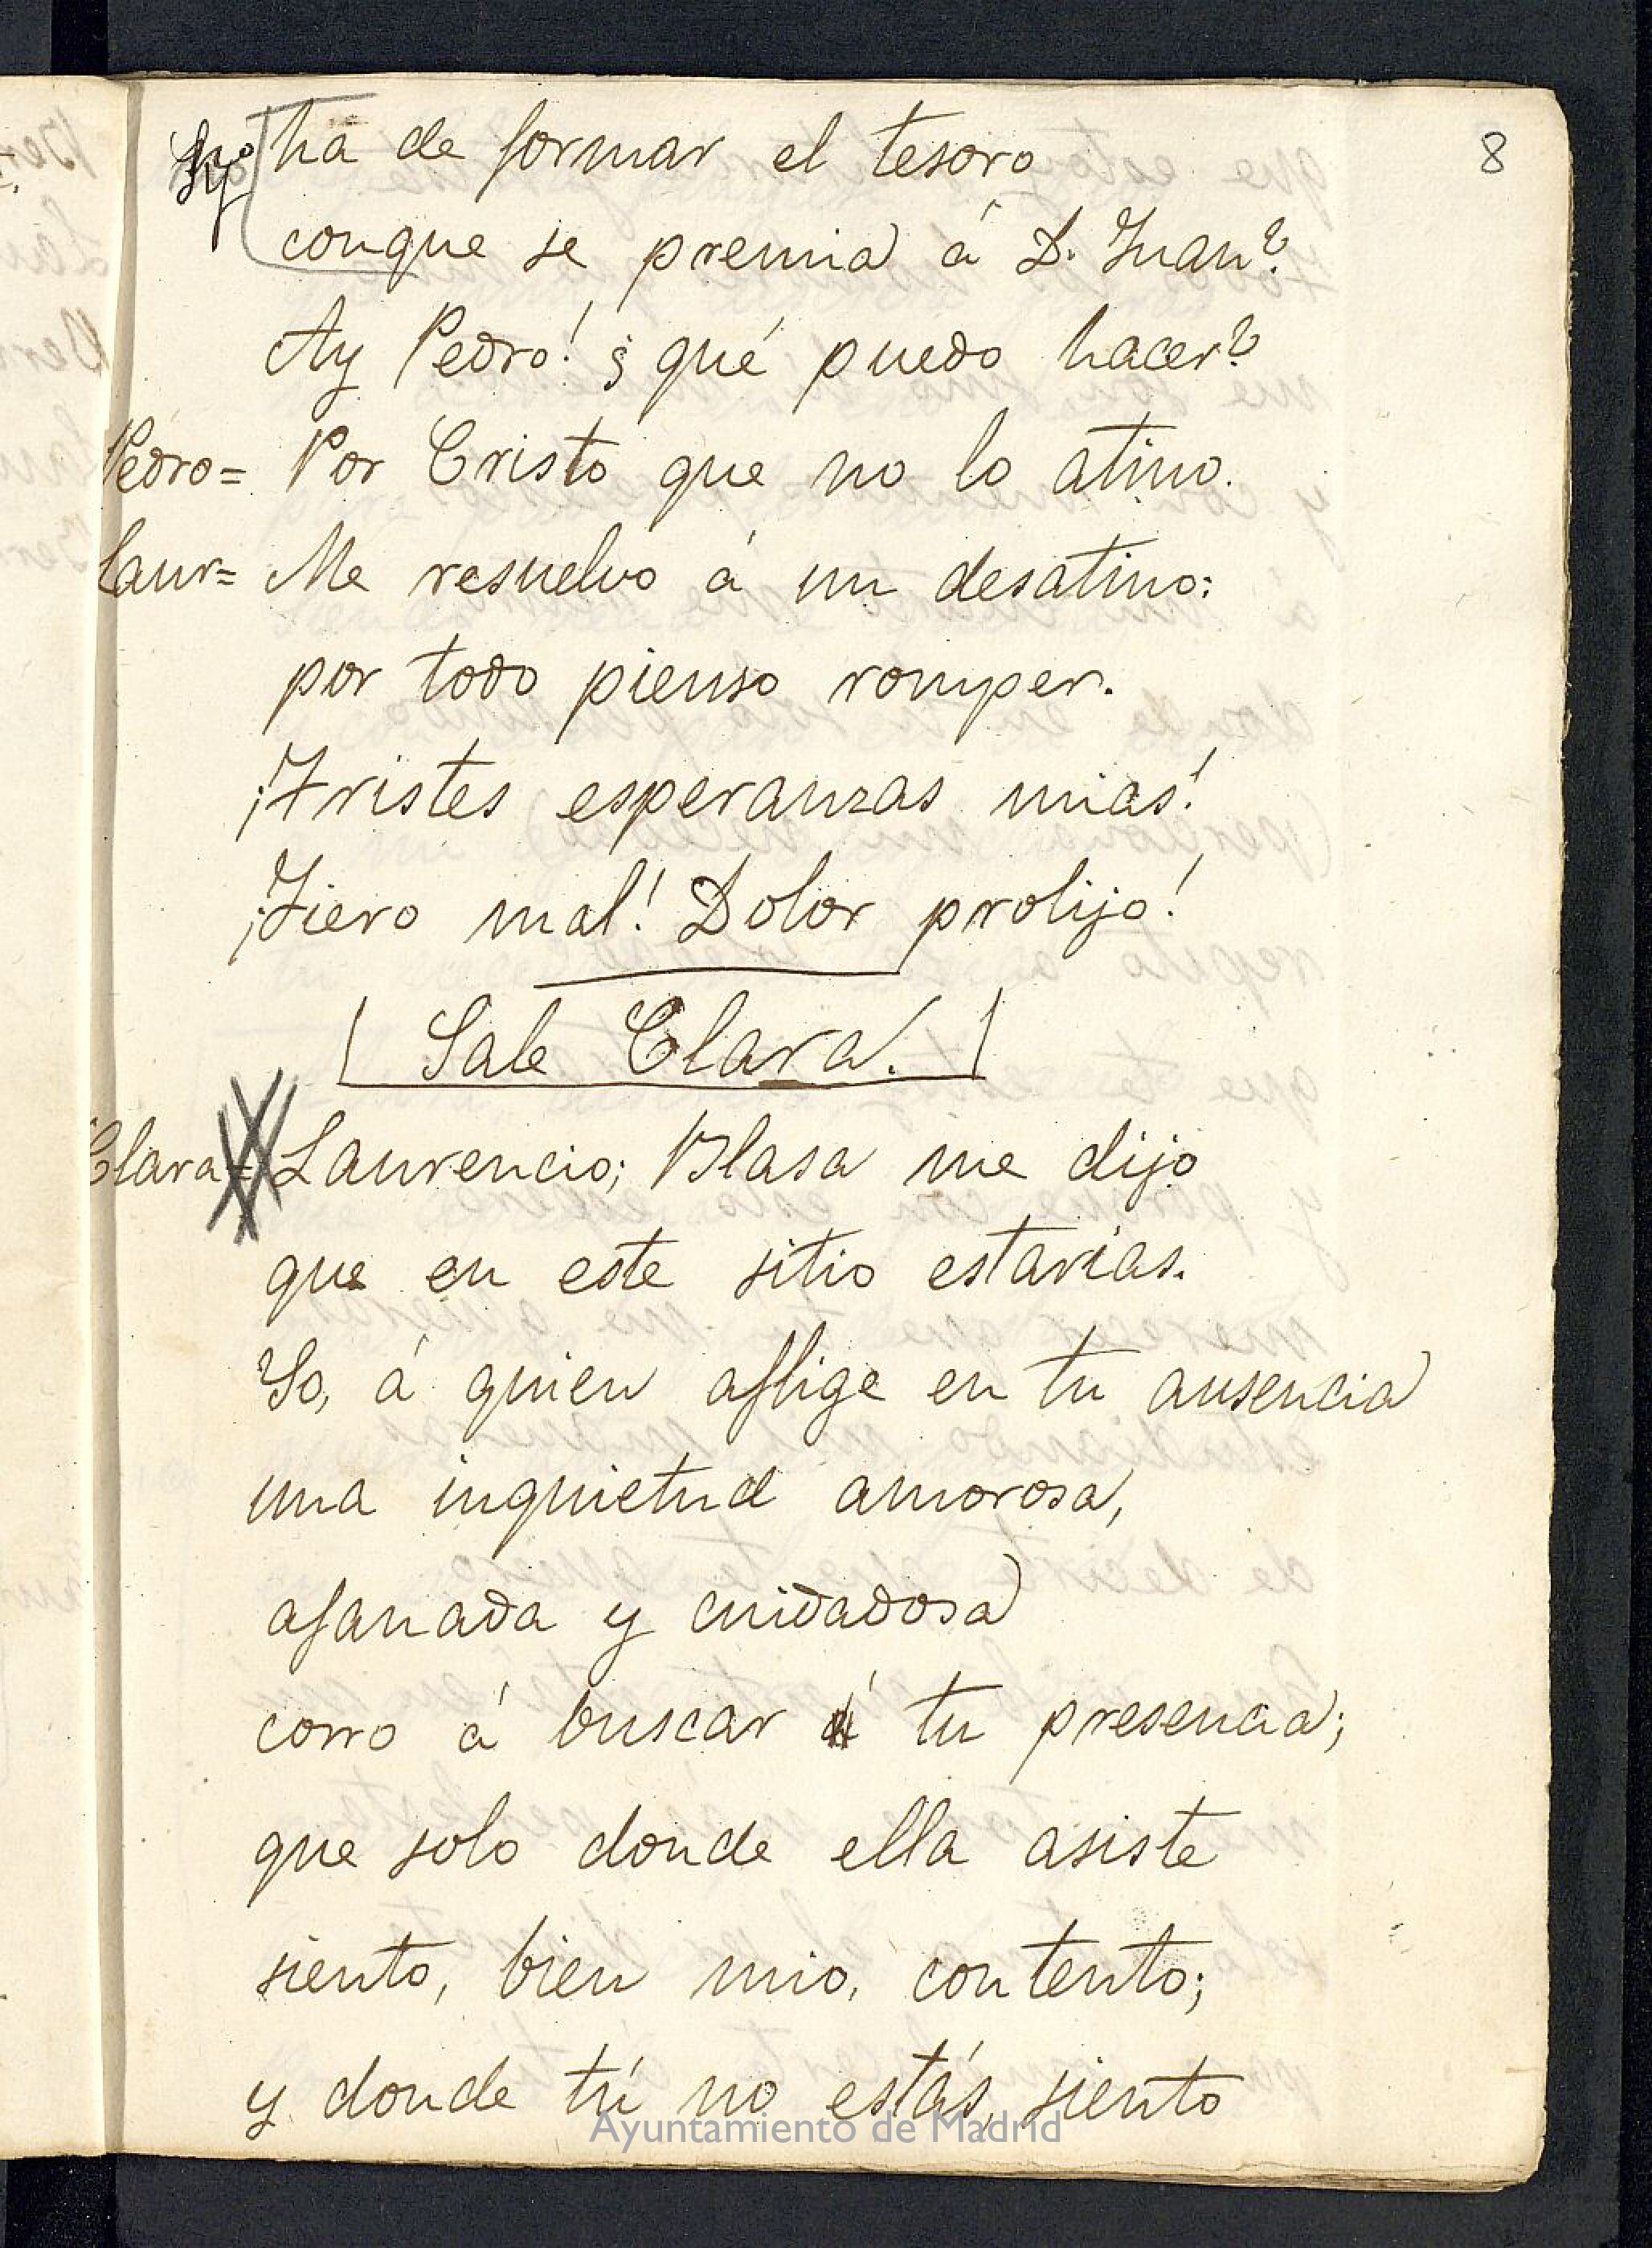 8
ha de formar el tesoro
conque se premia á D. Juan?
Ay Pedro! ¿qué puedo hacer?
Pedro= Por Cristo que no lo atino.
Laur= Me resuelvo á un desatino:
por todo pienso romper.
¡Tristes esperanzas mias!
¡Fiero mal! Dolor prolijo!
Sale Clara.
Clara= Laurencio; Blasa me dijo
que en este sitio estarías.
Yo, á quien aflige en tu ausencia
una inquietud amorosa,
afanada y cuidadosa
corro á buscar tu presencia;
que solo donde ella asiste
siento, bien mio, contento;
y donde tú no estás, siento
Ayuntamiento de Madrid